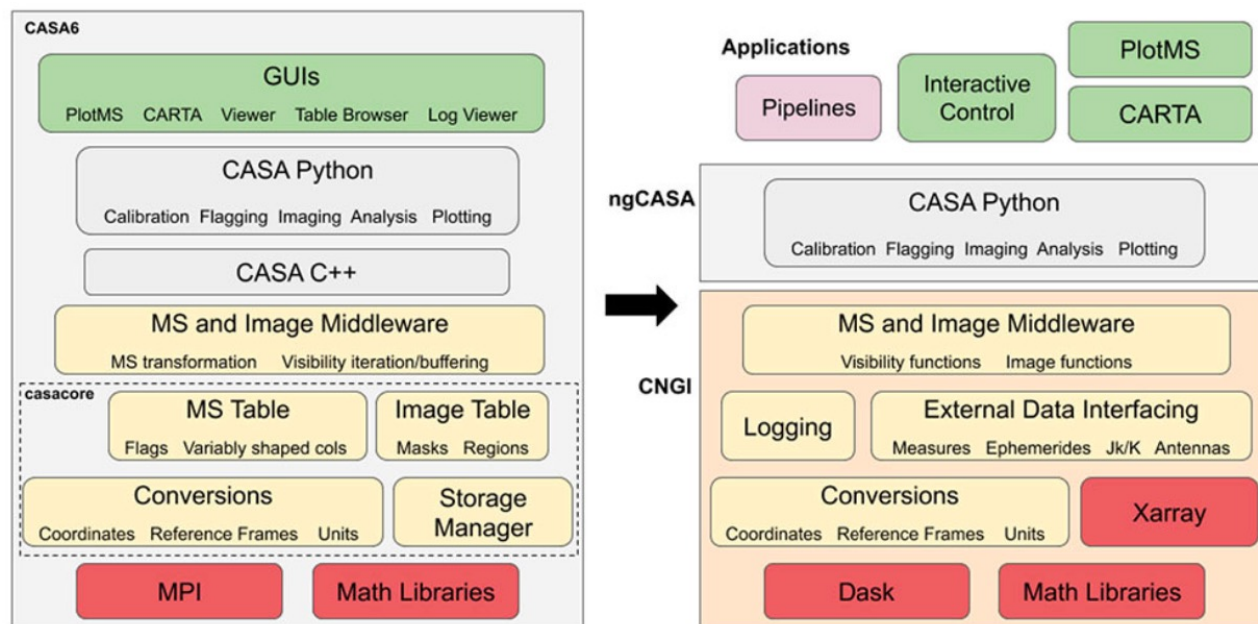 CASA6
GUIs
PlotMS CARTA Viewer Table Browser Log Viewer
CASA Python
Calibration Flagging Imaging Analysis Plotting
CASA C++
MS and Image Middleware
MS transformation Visibility iteration/buffering
casacore
MS Table
Flags Variably shaped cols
Image Table
Masks Regions
Conversions
Coordinates Reference Frames Units
Storage
Manager
MPI
Math Libraries
Applications
Pipelines
Interactive
Control
PlotMS
CARTA
ngCASA
CASA Python
Calibration Flagging Imaging Analysis Plotting
CNGI
MS and Image Middleware
Visibility functions Image functions
Logging
External Data Interfacing
Measures Ephemerides Jk/K Antennas
Conversions
Coordinates Reference Frames Units
Xarray
Dask
Math Libraries